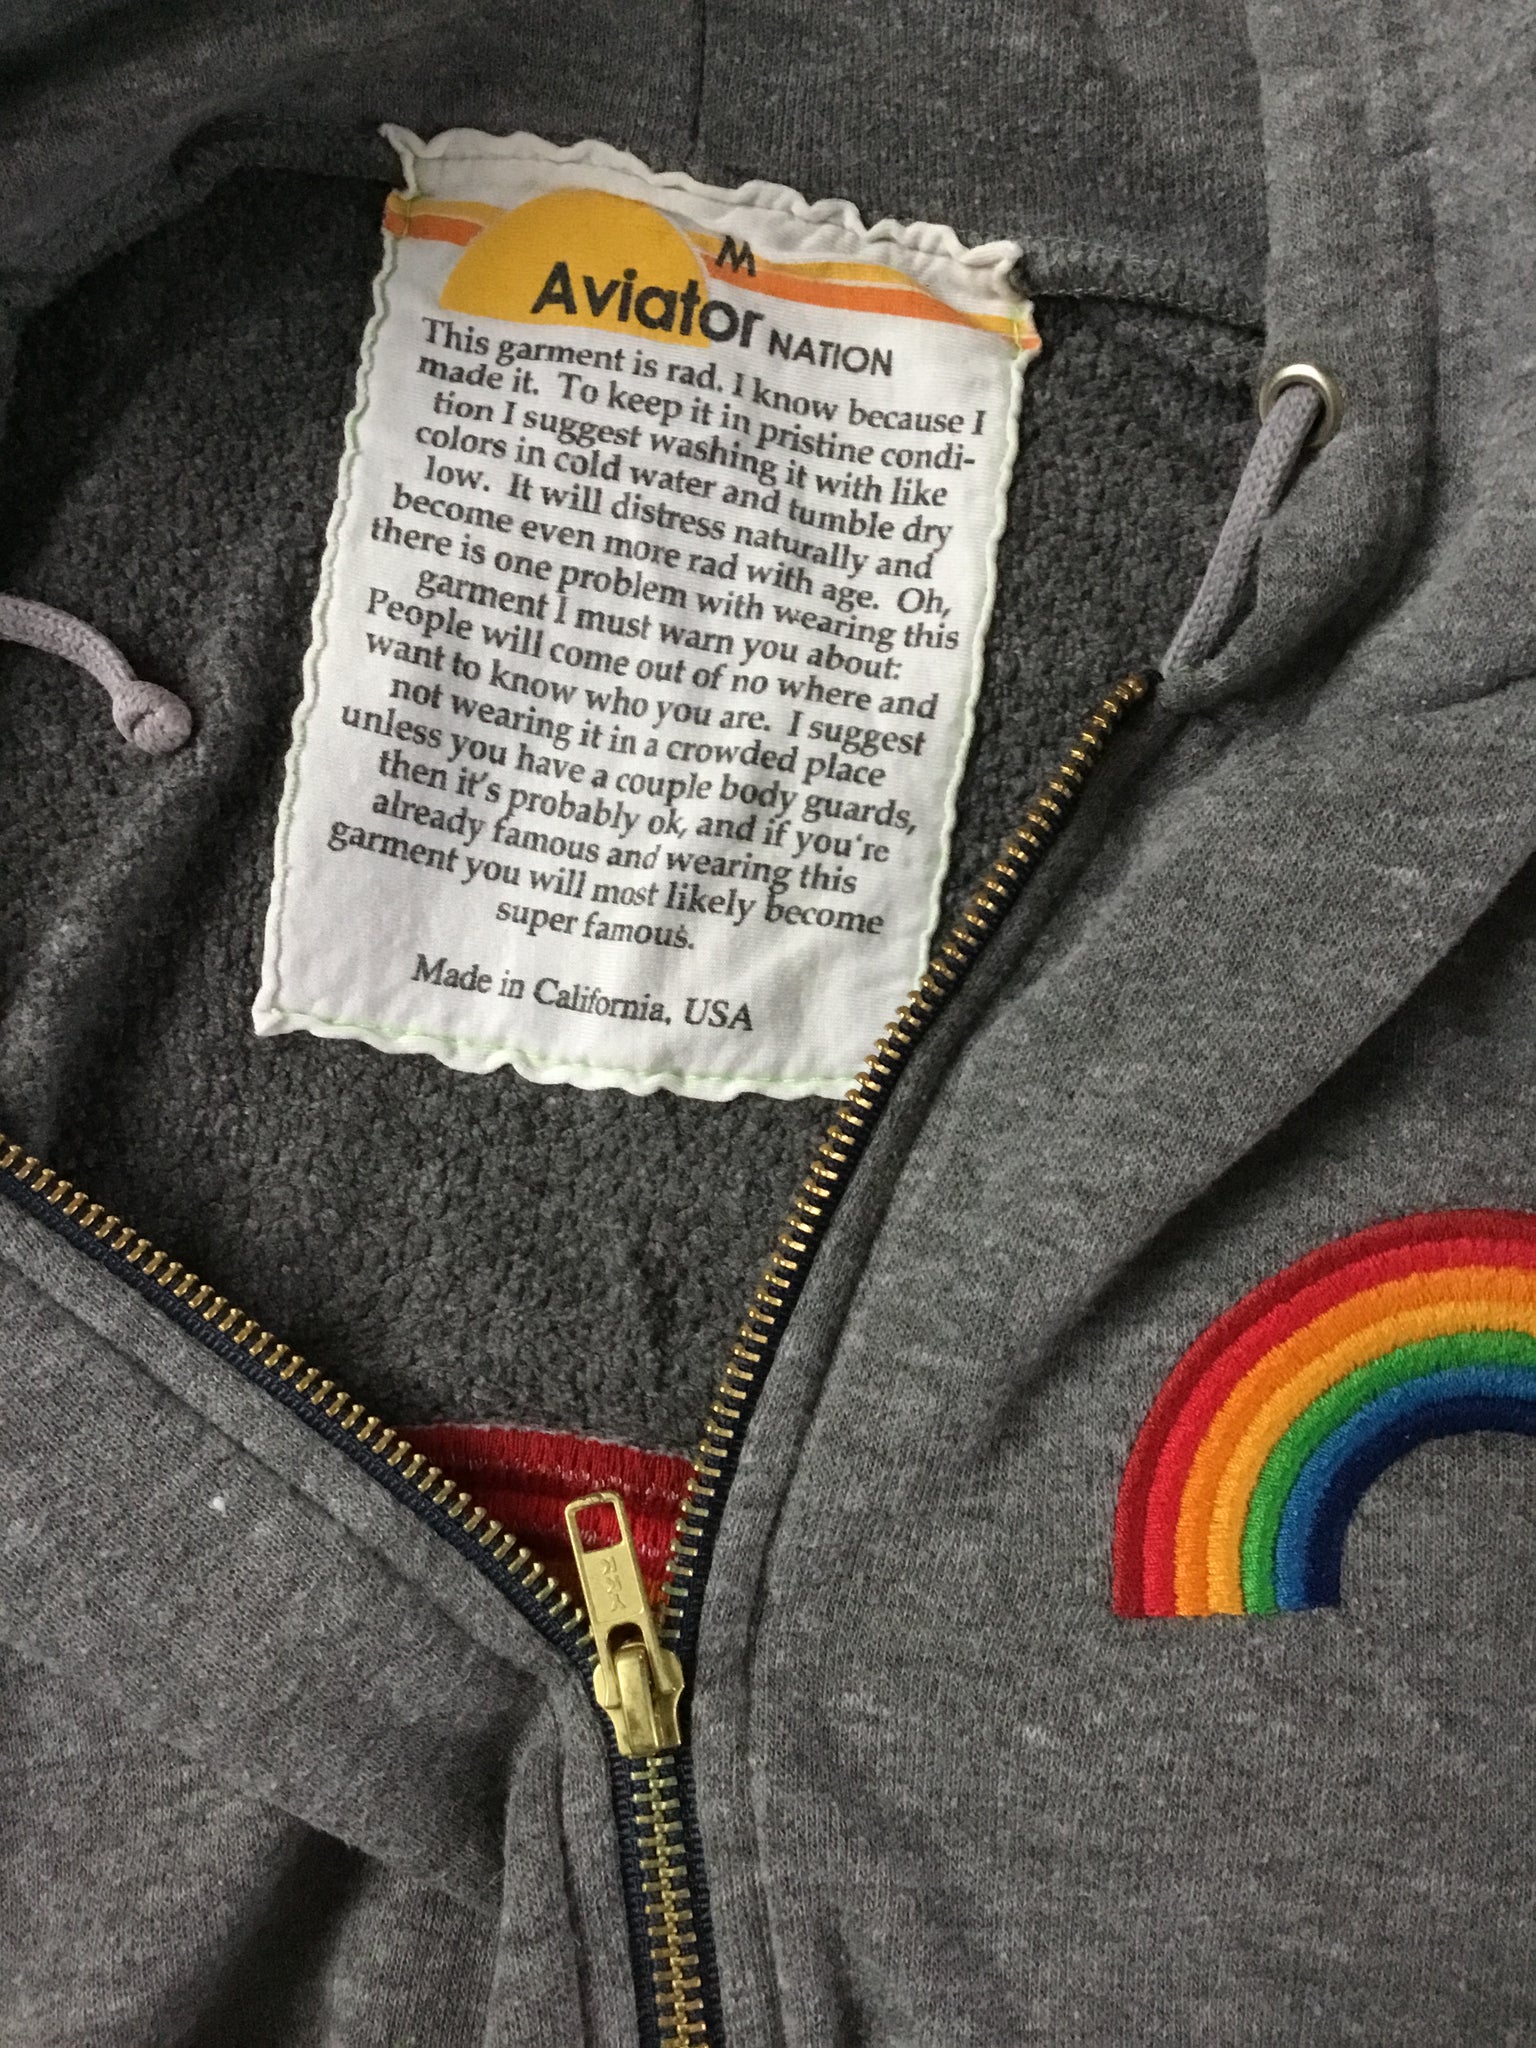 M
Aviator NATION
This garment is rad. I know because I
made it. To keep it in pristine condi-
tion I suggest washing it with like
colors in cold water and tumble dry
low. It will distress naturally and
become even more rad with age. Oh,
there is one problem with wearing this
garment I must warn you about:
People will come out of no where and
want to know who you are. I suggest
not wearing it in a crowded place
unless you have a couple body guards,
then it's probably ok, and if you're
already famous and wearing this
garment you will most likely become
super famous.
Made in California, USA
YKK